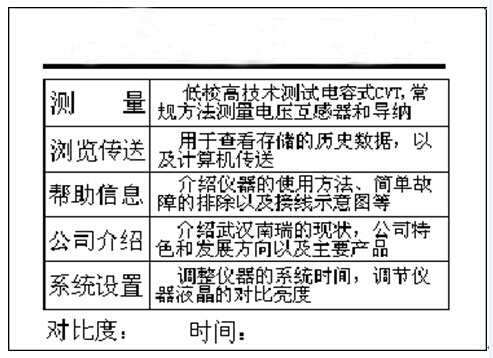 测 量
低校高技术测试电容式CVT,常
规方法测量电压互感器和导纳
浏览传送
用于查看存储的历史数据，以
及计算机传送
帮助信息
介绍仪器的使用方法、简单故
障的排除以及接线示意图等
公司介绍
介绍武汉南瑞的现状，公司特
色和发展方向以及主要产品
系统设置
调整仪器的系统时间，调节仪
器液晶的对比亮度
对比度： 时间：